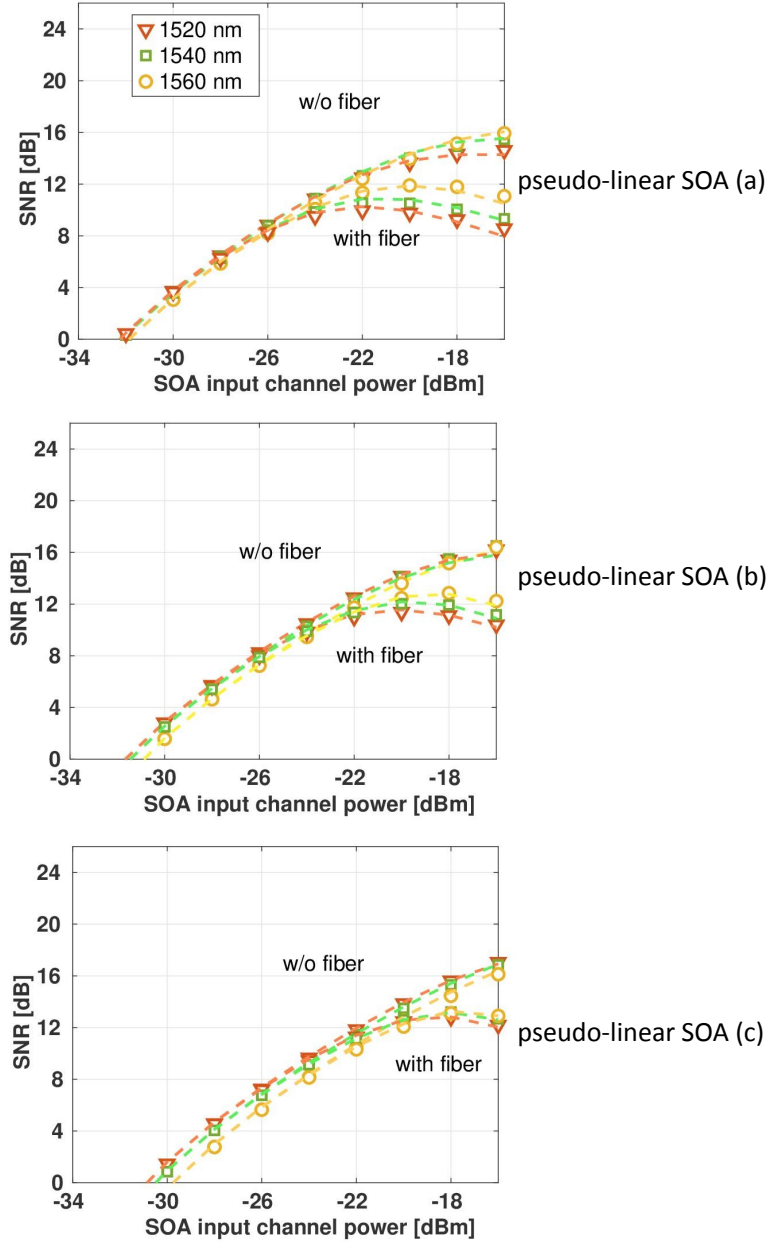 1520 nm
1540 nm
1560 nm
24
20
16
12
8
4
0
SNR [dB]
w/o fiber
with fiber
-34
-30
-26
-22
-18
SOA input channel power [dBm]
pseudo-linear SOA (a)
24
20
16
12
8
4
0
SNR [dB]
w/o fiber
with fiber
-34
-30
-26
-22
-18
SOA input channel power [dBm]
pseudo-linear SOA (b)
24
20
16
12
8
4
0
SNR [dB]
w/o fiber
with fiber
-34
-30
-26
-22
-18
SOA input channel power [dBm]
pseudo-linear SOA (c)